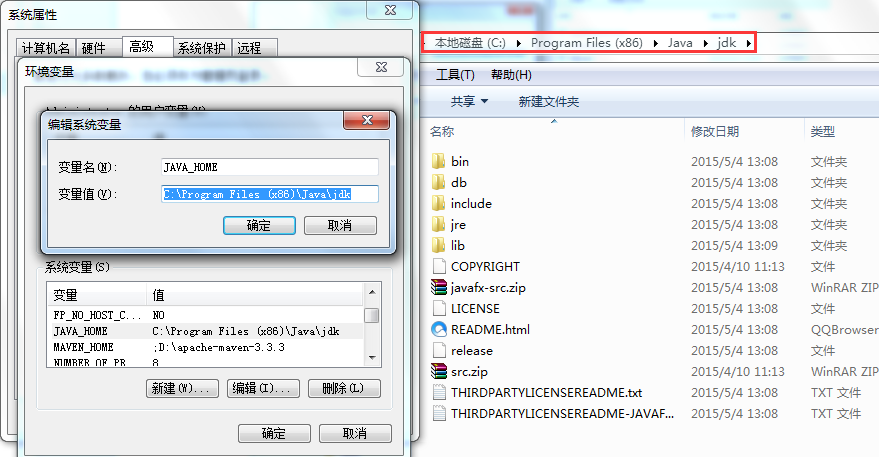 系统属性
计算机名 硬件 高级 系统保护 远程
环境变量
的用户变量(U)
编辑系统变量
变量名(N): JAVA_HOME
变量值(V): C:\Program Files (x86)\Java\jdk
确定 取消
系统变量(S)
变量 值
FP_NO_HOST_C... NO
JAVA_HOME C:\Program Files (x86)\Java\jdk
MAVEN_HOME ;D:\apache-maven-3.3.3
NUMBER_OF_PR 8
新建(W)... 编辑(I)... 删除(L)
确定 取消
本地磁盘 (C:) Program Files (x86) Java jdk
工具(T) 帮助(H)
共享 新建文件夹
名称 修改日期 类型
bin 2015/5/4 13:08 文件夹
db 2015/5/4 13:08 文件夹
include 2015/5/4 13:08 文件夹
jre 2015/5/4 13:08 文件夹
lib 2015/5/4 13:09 文件夹
COPYRIGHT 2015/4/10 11:13 文件
javafx-src.zip 2015/5/4 13:08 WinRAR ZIP
LICENSE 2015/5/4 13:08 文件
README.html 2015/5/4 13:08 QQBrowser
release 2015/5/4 13:08 文件
src.zip 2015/4/10 11:13 WinRAR ZIP
THIRDPARTYLICENSEREADME.txt 2015/5/4 13:08 TXT 文件
THIRDPARTYLICENSEREADME-JAVAF... 2015/5/4 13:08 TXT 文件